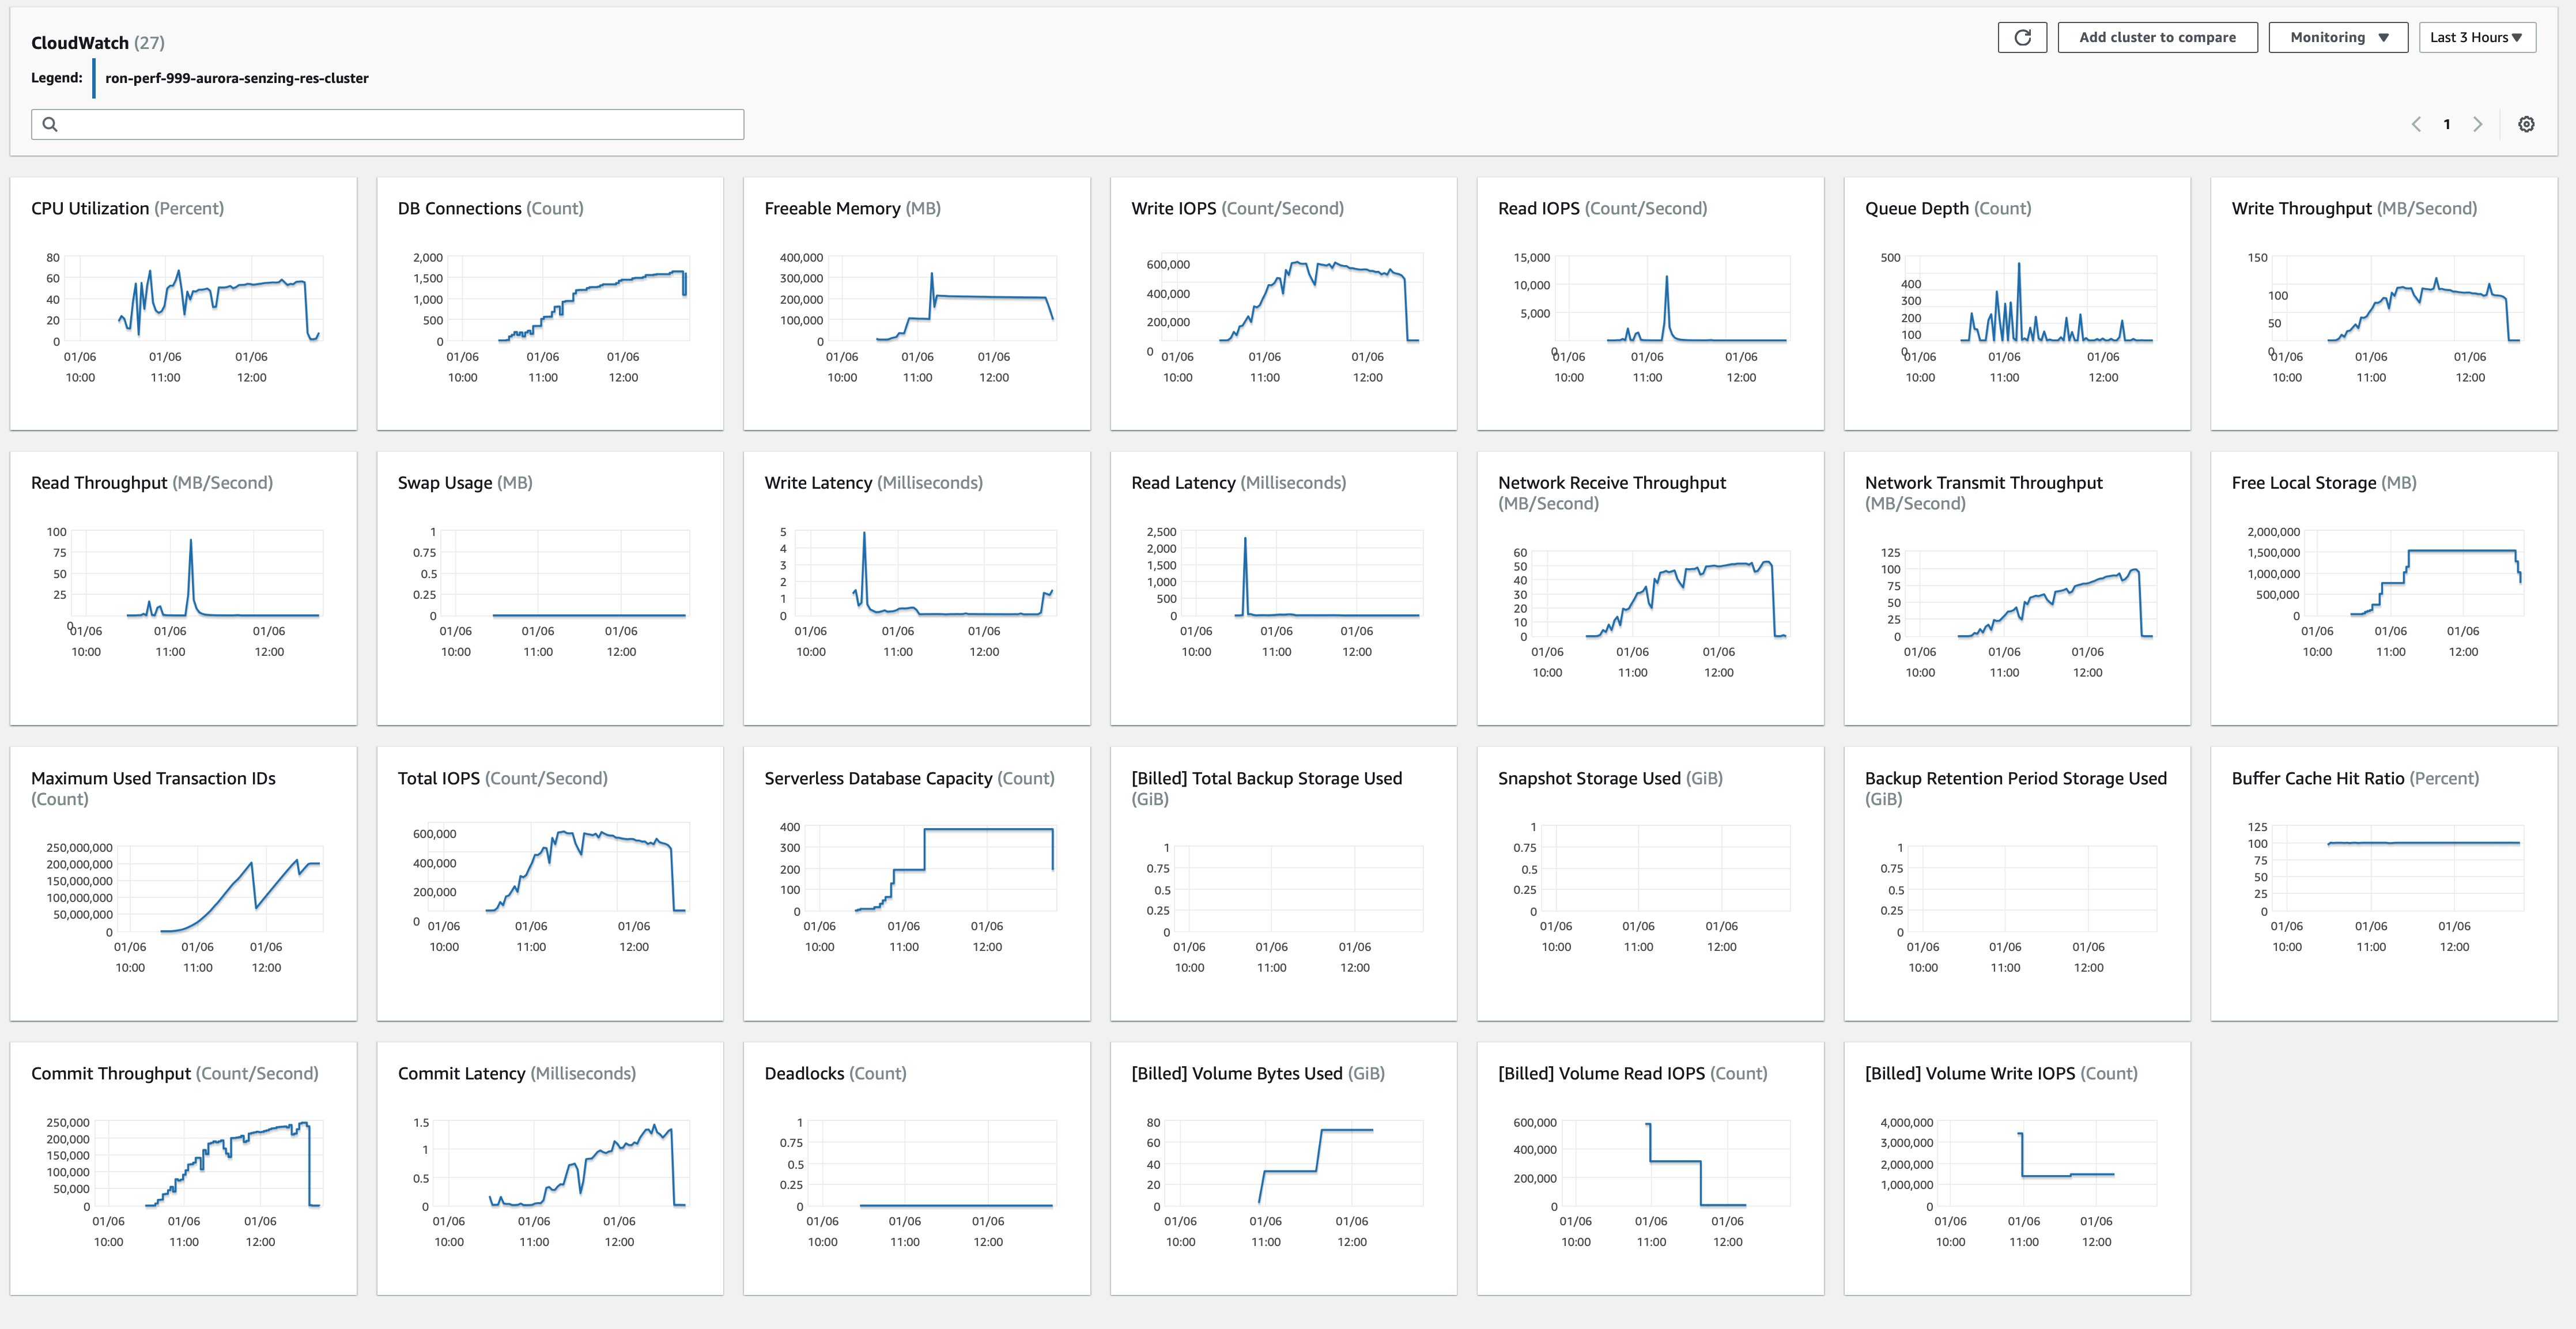 CloudWatch (27)
Add cluster to compare
Monitoring
Last 3 Hours
Legend:
ron-perf-999-aurora-senzing-res-cluster
1
CPU Utilization (Percent)
80
60
40
20
0
01/06 01/06 01/06
10:00 11:00 12:00
DB Connections (Count)
2,000
1,500
1,000
500
0
01/06 01/06 01/06
10:00 11:00 12:00
Freeable Memory (MB)
400,000
300,000
200,000
100,000
0
01/06 01/06 01/06
10:00 11:00 12:00
Write IOPS (Count/Second)
600,000
400,000
200,000
0
01/06 01/06 01/06
10:00 11:00 12:00
Read IOPS (Count/Second)
15,000
10,000
5,000
0
01/06 01/06 01/06
10:00 11:00 12:00
Queue Depth (Count)
500
400
300
200
100
0
01/06 01/06 01/06
10:00 11:00 12:00
Write Throughput (MB/Second)
150
100
50
0
01/06 01/06 01/06
10:00 11:00 12:00
Read Throughput (MB/Second)
100
75
50
25
0
01/06 01/06 01/06
10:00 11:00 12:00
Swap Usage (MB)
1
0.75
0.5
0.25
0
01/06 01/06 01/06
10:00 11:00 12:00
Write Latency (Milliseconds)
5
4
3
2
1
0
01/06 01/06 01/06
10:00 11:00 12:00
Read Latency (Milliseconds)
2,500
2,000
1,500
1,000
500
0
01/06 01/06 01/06
10:00 11:00 12:00
Network Receive Throughput
(MB/Second)
60
50
40
30
20
10
0
01/06 01/06 01/06
10:00 11:00 12:00
Network Transmit Throughput
(MB/Second)
125
100
75
50
25
0
01/06 01/06 01/06
10:00 11:00 12:00
Free Local Storage (MB)
2,000,000
1,500,000
1,000,000
500,000
0
01/06 01/06 01/06
10:00 11:00 12:00
Maximum Used Transaction IDs
(Count)
250,000,000
200,000,000
150,000,000
100,000,000
50,000,000
0
01/06 01/06 01/06
10:00 11:00 12:00
Total IOPS (Count/Second)
600,000
400,000
200,000
0
01/06 01/06 01/06
10:00 11:00 12:00
Serverless Database Capacity (Count)
400
300
200
100
0
01/06 01/06 01/06
10:00 11:00 12:00
[Billed] Total Backup Storage Used
(GiB)
1
0.75
0.5
0.25
0
01/06 01/06 01/06
10:00 11:00 12:00
Snapshot Storage Used (GiB)
1
0.75
0.5
0.25
0
01/06 01/06 01/06
10:00 11:00 12:00
Backup Retention Period Storage Used
(GiB)
1
0.75
0.5
0.25
0
01/06 01/06 01/06
10:00 11:00 12:00
Buffer Cache Hit Ratio (Percent)
125
100
75
50
25
0
01/06 01/06 01/06
10:00 11:00 12:00
Commit Throughput (Count/Second)
250,000
200,000
150,000
100,000
50,000
0
01/06 01/06 01/06
10:00 11:00 12:00
Commit Latency (Milliseconds)
1.5
1
0.5
0
01/06 01/06 01/06
10:00 11:00 12:00
Deadlocks (Count)
1
0.75
0.5
0.25
0
01/06 01/06 01/06
10:00 11:00 12:00
[Billed] Volume Bytes Used (GiB)
80
60
40
20
0
01/06 01/06 01/06
10:00 11:00 12:00
[Billed] Volume Read IOPS (Count)
600,000
400,000
200,000
0
01/06 01/06 01/06
10:00 11:00 12:00
[Billed] Volume Write IOPS (Count)
4,000,000
3,000,000
2,000,000
1,000,000
0
01/06 01/06 01/06
10:00 11:00 12:00